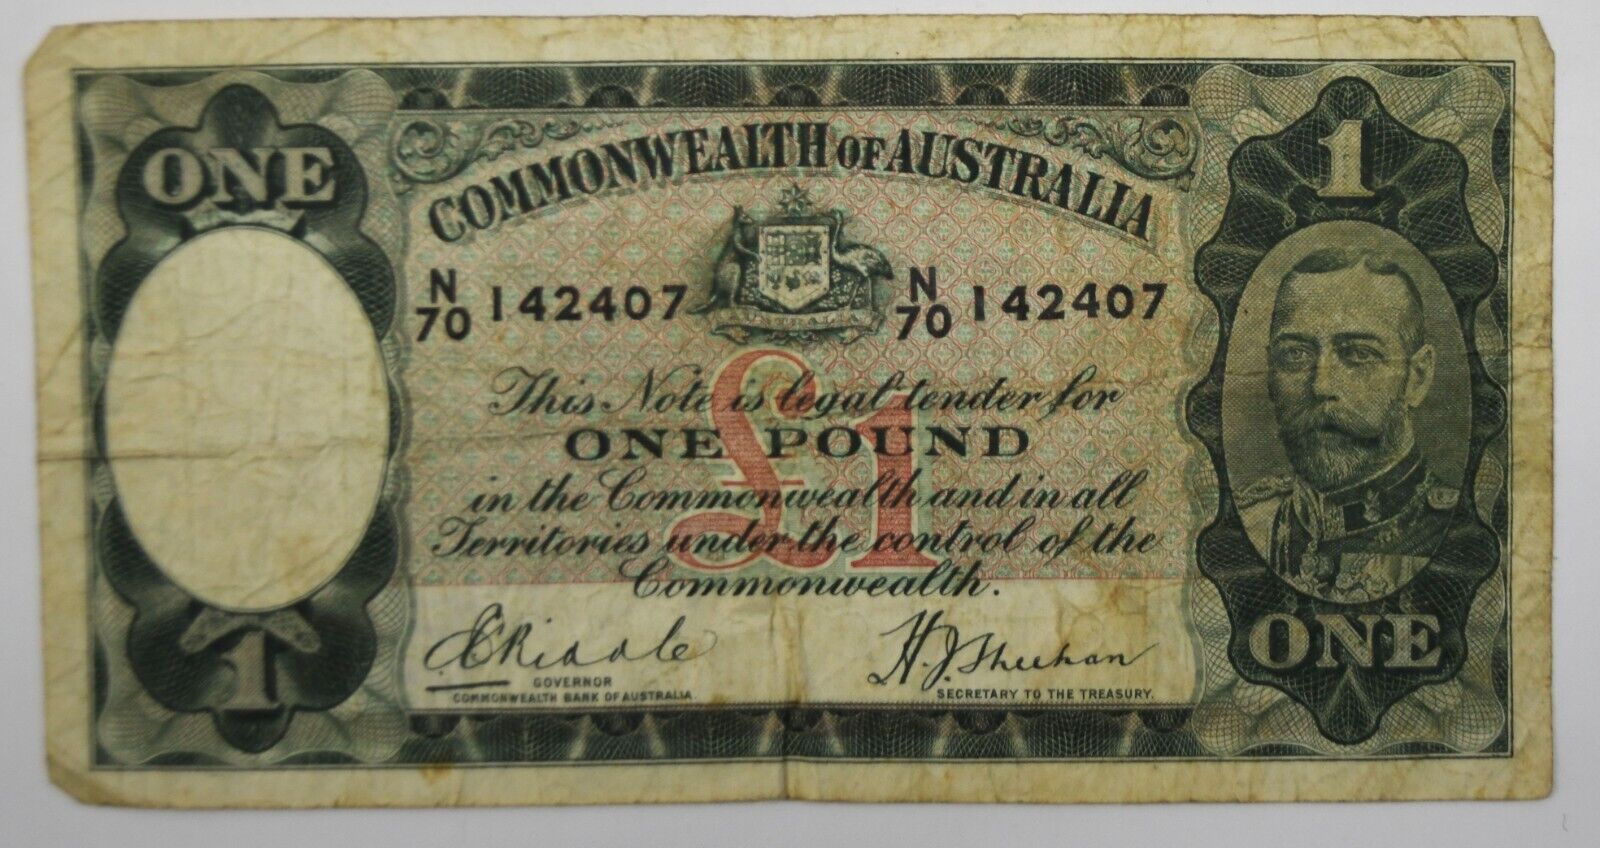 ONE
1
COMMONWEALTH OF AUSTRALIA
N/70 142407
N/70 142407
AUSTRALIA
£1
This Note is legal tender for
ONE POUND
in the Commonwealth and in all
Territories under the control of the
Commonwealth.
E C Riddle
GOVERNOR
COMMONWEALTH BANK OF AUSTRALIA
H. J. Sheehan
SECRETARY TO THE TREASURY.
1
ONE